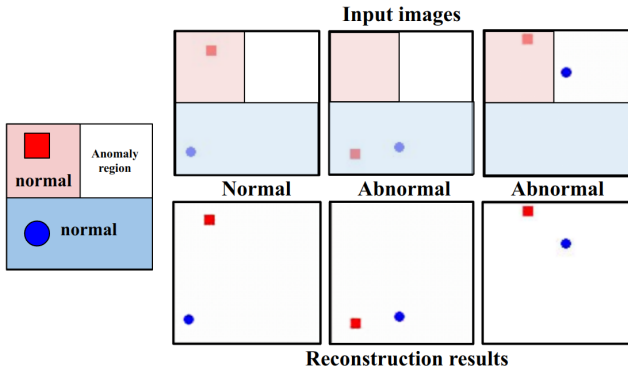 Input images
Anomaly
region
normal
normal
Normal
Abnormal
Abnormal
Reconstruction results